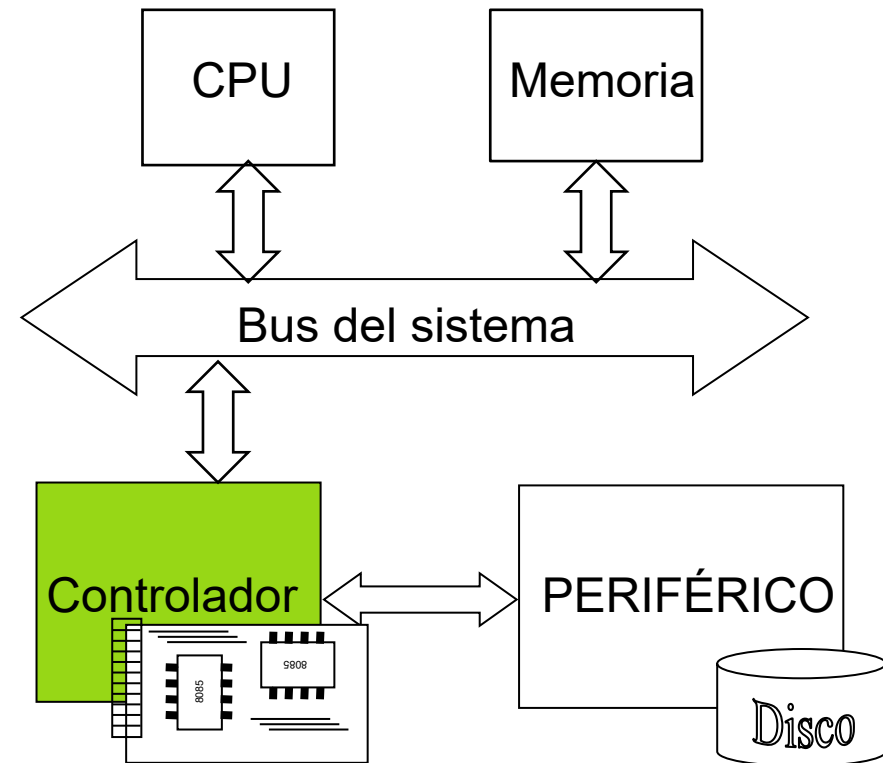 CPU
Memoria
Bus del sistema
Controlador
PERIFÉRICO
8085
8085
Disco